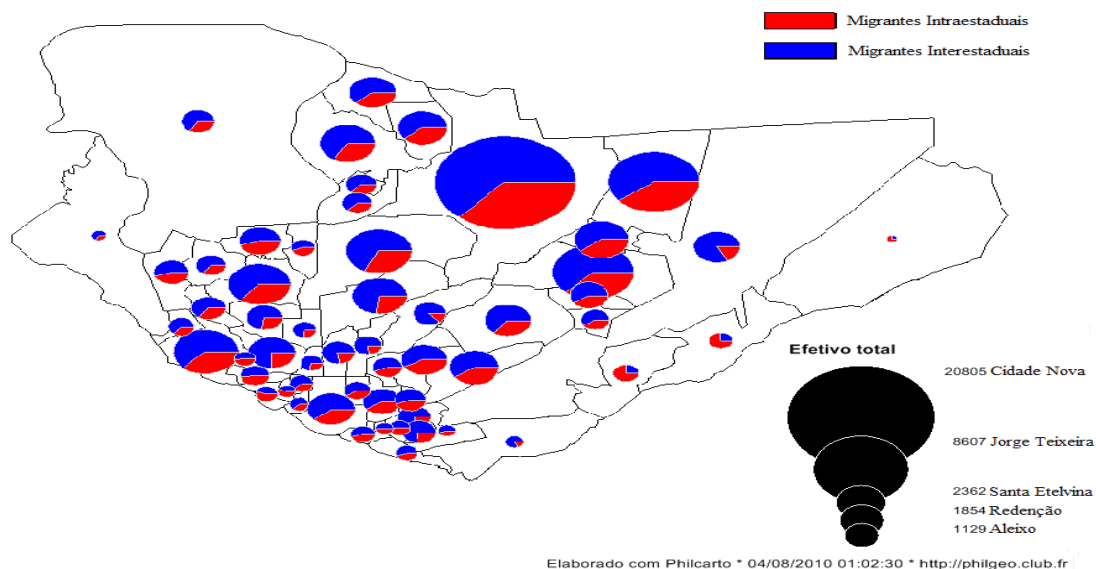 Migrantes Intraestaduais
Migrantes Interestaduais
Efetivo total
20805 Cidade Nova
8607 Jorge Teixeira
2362 Santa Etelvina
1854 Redenção
1129 Aleixo
Elaborado com Philcarto * 04/08/2010 01:02:30 * http://philgeo.club.fr